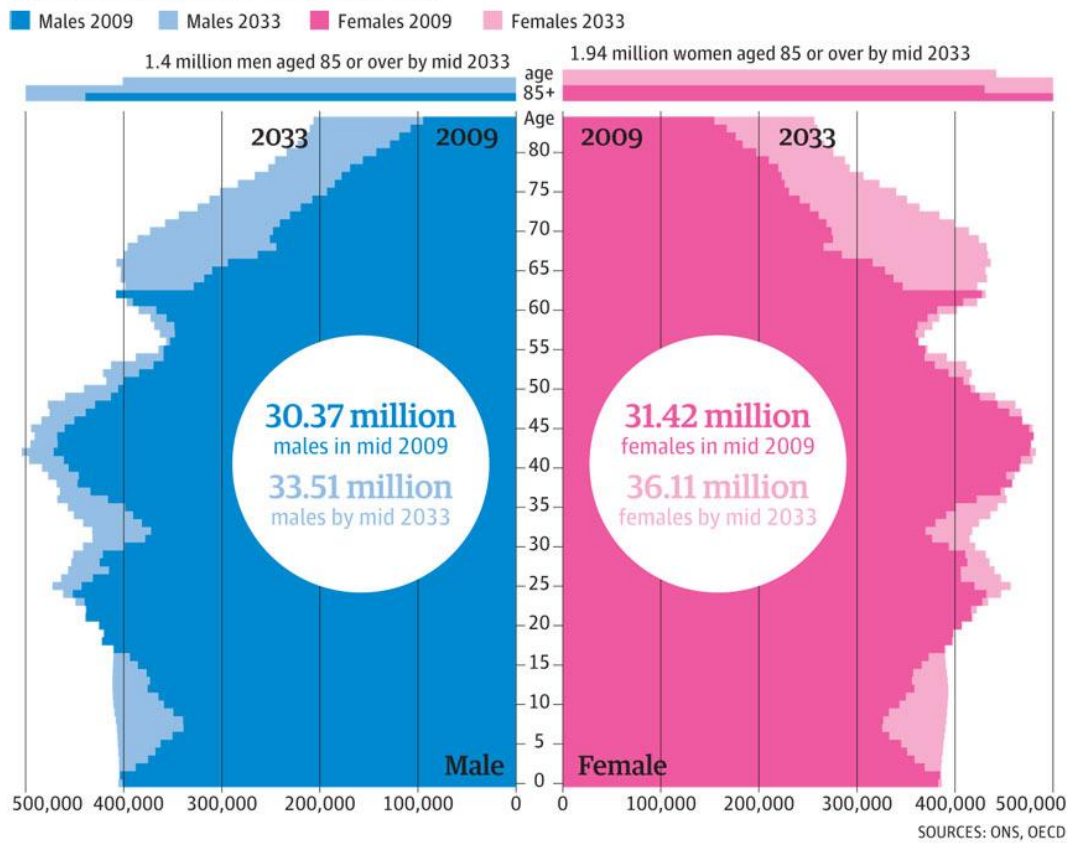 Males 2009 Males 2033 Females 2009 Females 2033
1.4 million men aged 85 or over by mid 2033
1.94 million women aged 85 or over by mid 2033
age
85+
Age
2033 2009
2009 2033
80
75
70
65
60
55
50
45
40
35
30
25
20
15
10
5
0
30.37 million
males in mid 2009
33.51 million
males by mid 2033
31.42 million
females in mid 2009
36.11 million
females by mid 2033
Male
Female
500,000 400,000 300,000 200,000 100,000 0
0 100,000 200,000 300,000 400,000 500,000
SOURCES: ONS, OECD